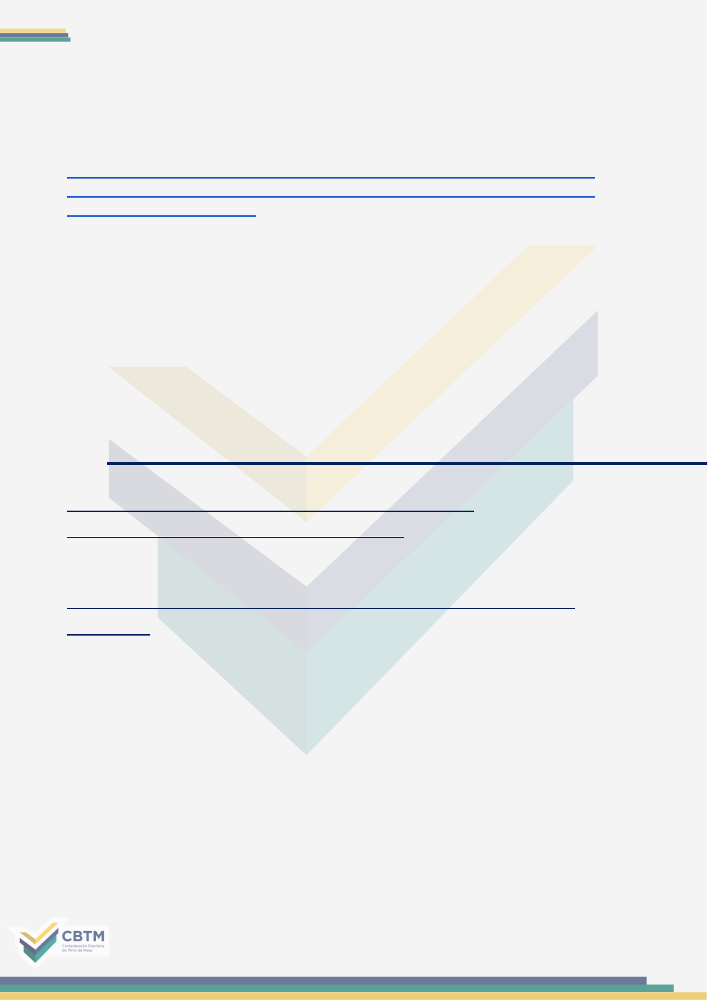 CBTM
Confederação Brasileira
de Tênis de Mesa